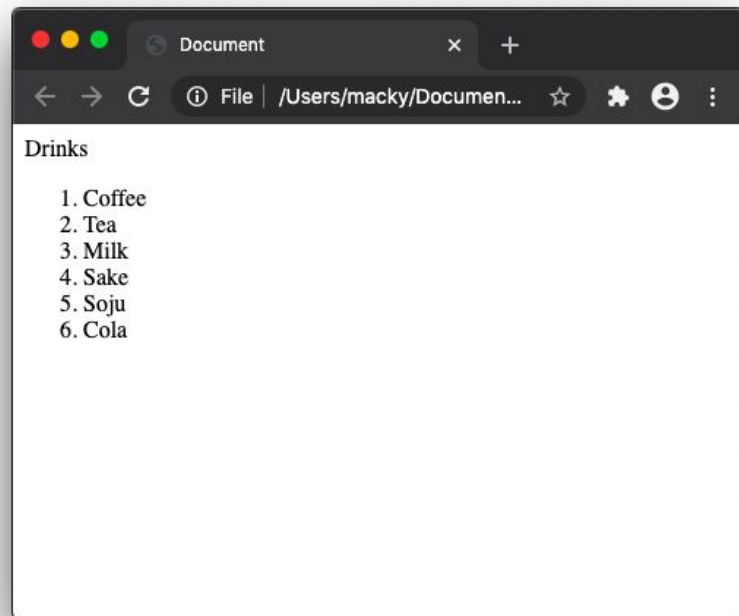 Document
File /Users/macky/Documen...
Drinks
1. Coffee
2. Tea
3. Milk
4. Sake
5. Soju
6. Cola